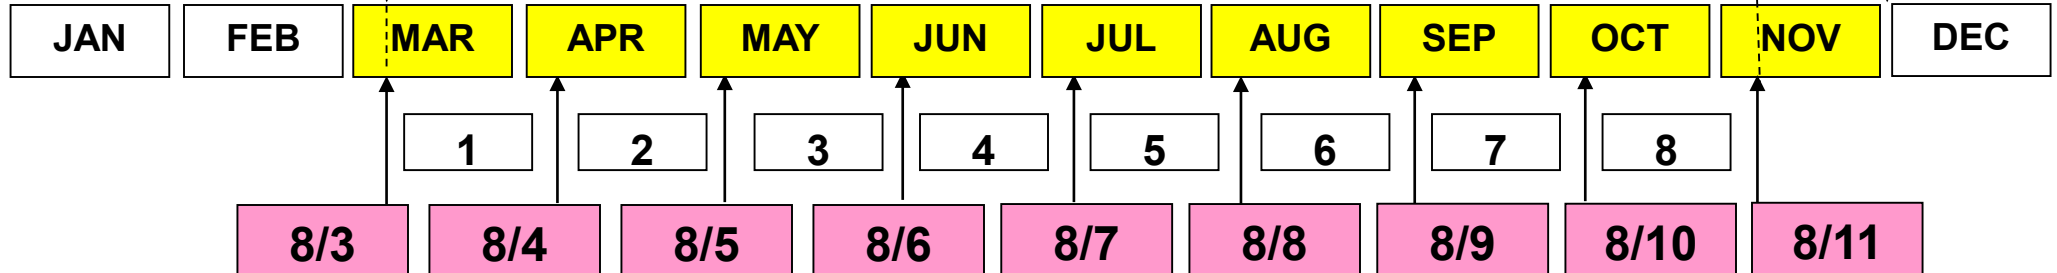 JAN FEB MAR APR MAY JUN JUL AUG SEP OCT NOV DEC
1 2 3 4 5 6 7 8
8/3 8/4 8/5 8/6 8/7 8/8 8/9 8/10 8/11